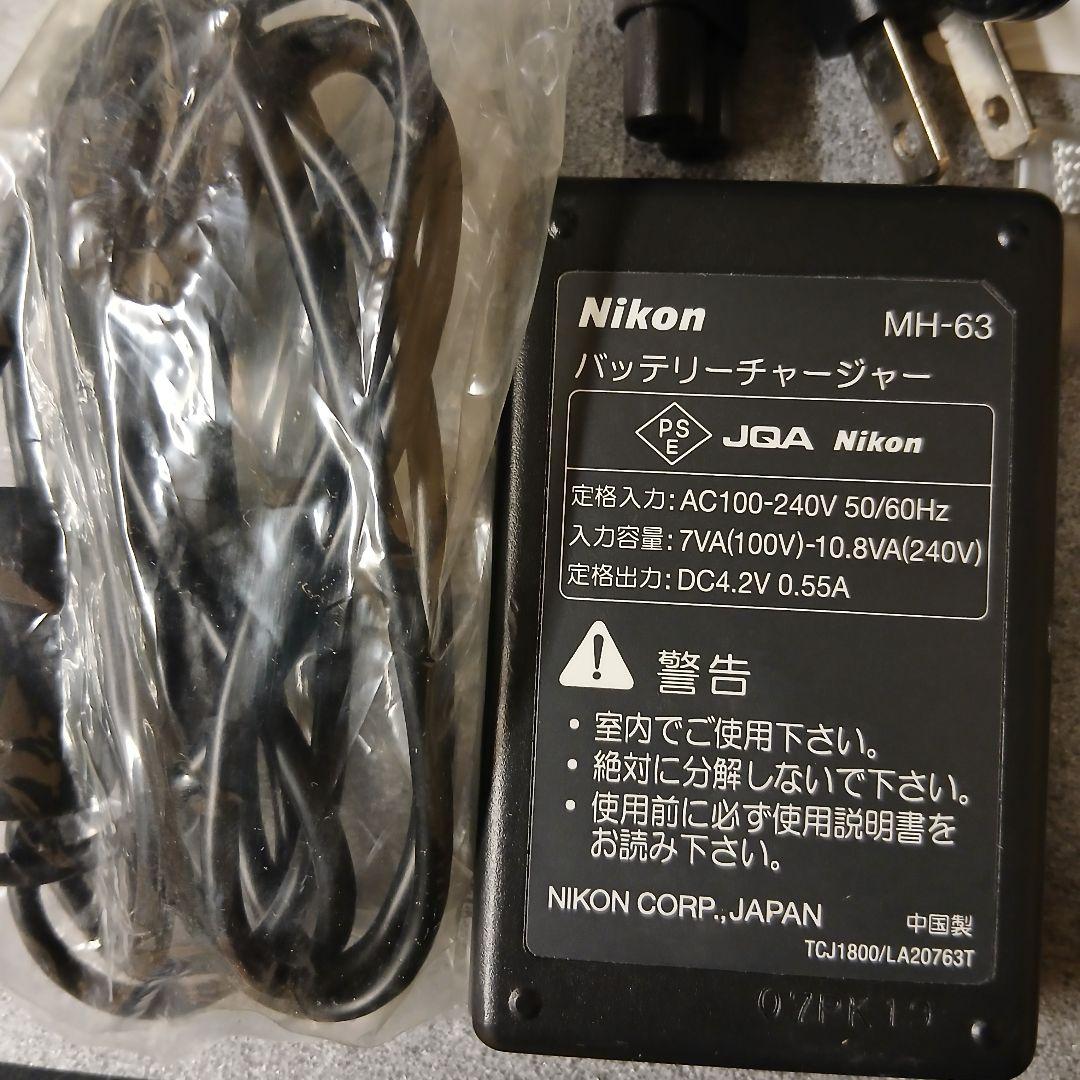 Nikon
MH-63
バッテリーチャージャー
PS
E
JQA Nikon
定格入力: AC100-240V 50/60Hz
入力容量: 7VA(100V)-10.8VA(240V)
定格出力: DC4.2V 0.55A
警告
・室内でご使用下さい。
・絶対に分解しないで下さい。
・使用前に必ず使用説明書を
お読み下さい。
NIKON CORP., JAPAN
中国製
TCJ1800/LA20763T
07PK19